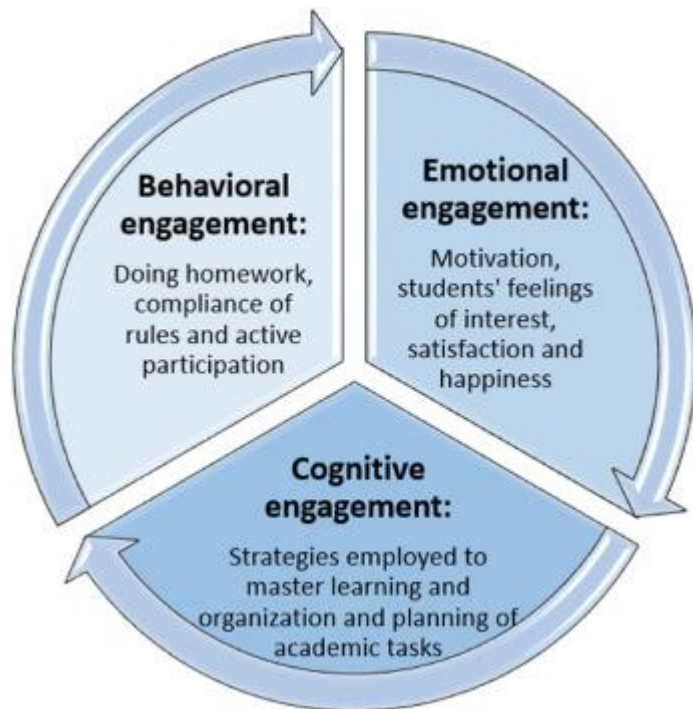 Behavioral
engagement:
Doing homework,
compliance of
rules and active
participation
Emotional
engagement:
Motivation,
students' feelings
of interest,
satisfaction and
happiness
Cognitive
engagement:
Strategies employed to
master learning and
organization and planning of
academic tasks